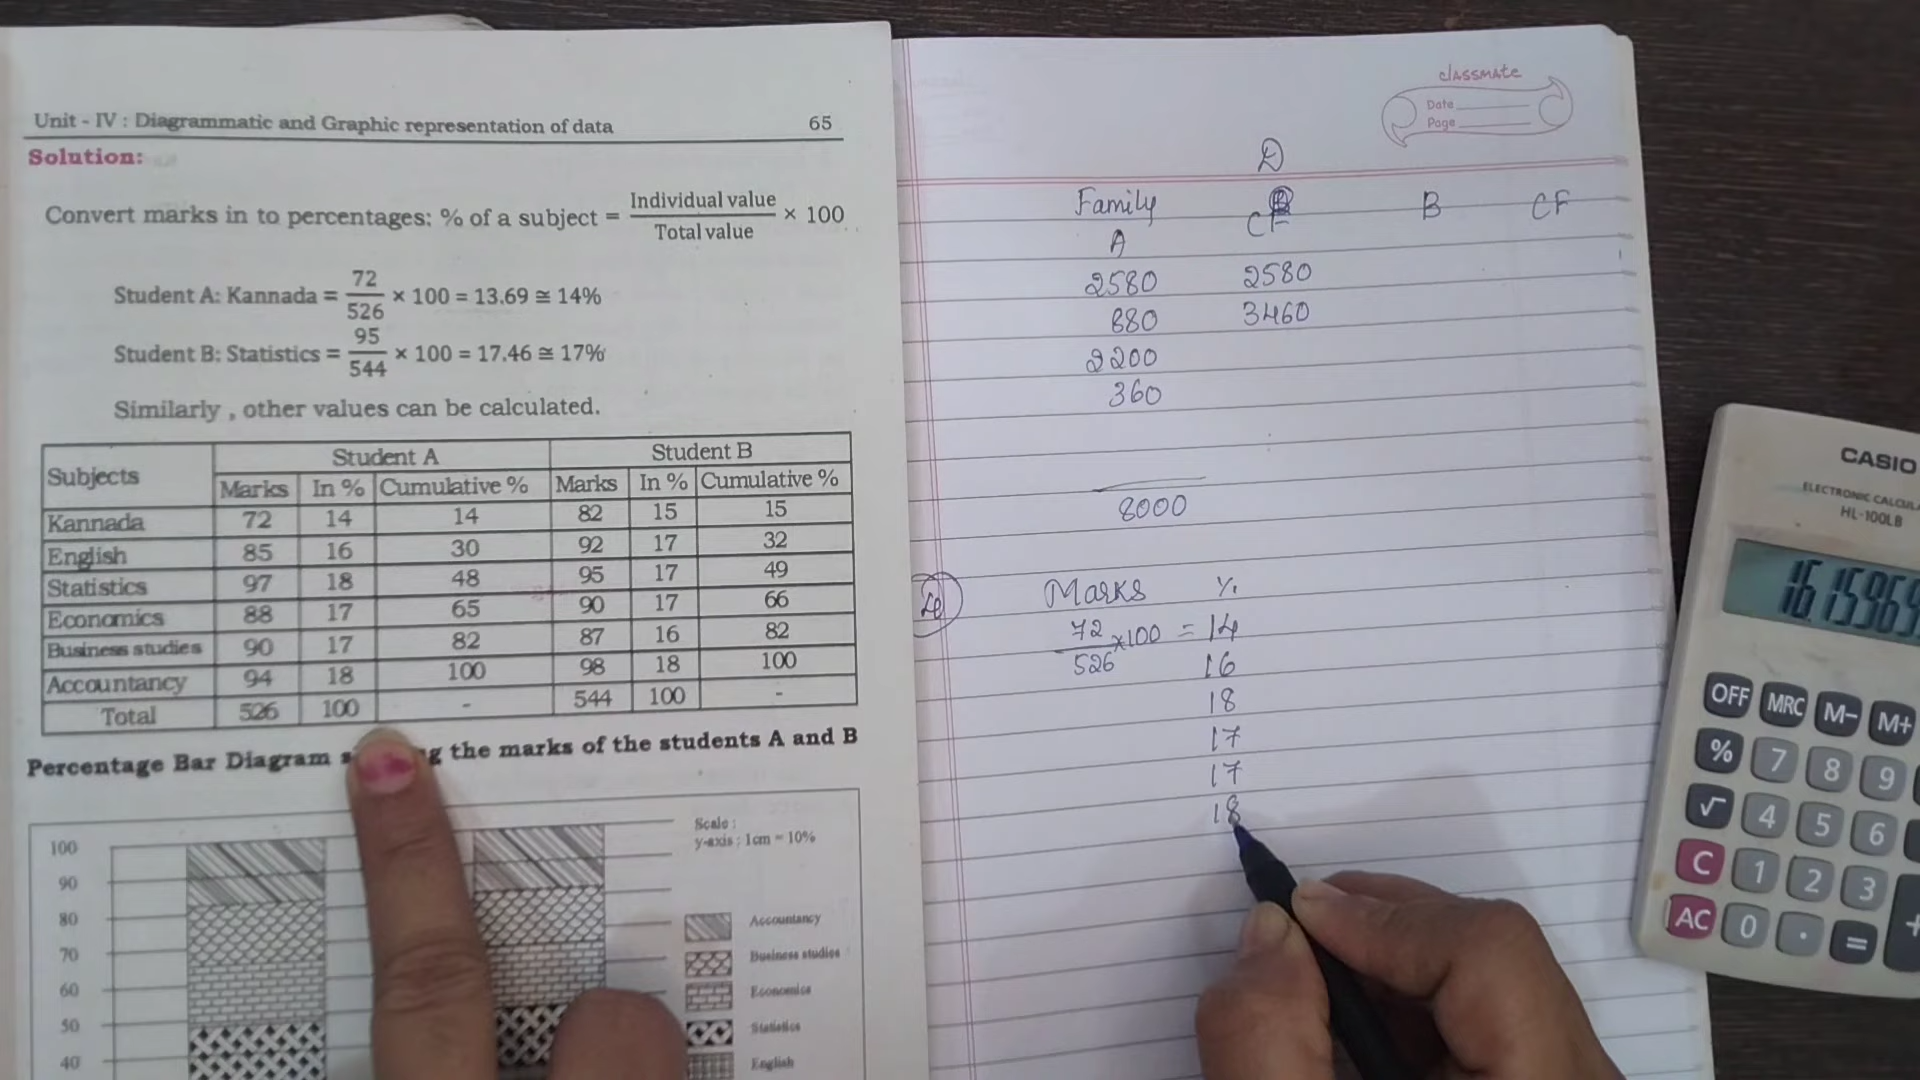 Unit - IV : Diagrammatic and Graphic representation of data 65
Solution:
Convert marks in to percentages: % of a subject = Individual value / Total value × 100
Student A: Kannada = 72/526 × 100 = 13.69 ≅ 14%
Student B: Statistics = 95/544 × 100 = 17.46 ≅ 17%
Similarly , other values can be calculated.
Subjects Student A Student B
Marks In % Cumulative % Marks In % Cumulative %
Kannada 72 14 14 82 15 15
English 85 16 30 92 17 32
Statistics 97 18 48 95 17 49
Economics 88 17 65 90 17 66
Business studies 90 17 82 87 16 82
Accountancy 94 18 100 98 18 100
Total 526 100 - 544 100 -
Percentage Bar Diagram g the marks of the students A and B
Scale :
y-axis : 1cm = 10%
100
90
80
70
60
50
40
Accountancy
Business studies
Economics
Statistics
English
classmate
Date
Page
Family CF B CF
A
2580 2580
880 3460
2200
360
8000
Marks %
72/526 ×100 = 14
16
18
17
17
18
CASIO
HL-100LB
OFF MRC M− M+
% 7 8 9
√ 4 5 6
C 1 2 3
AC 0 . = +